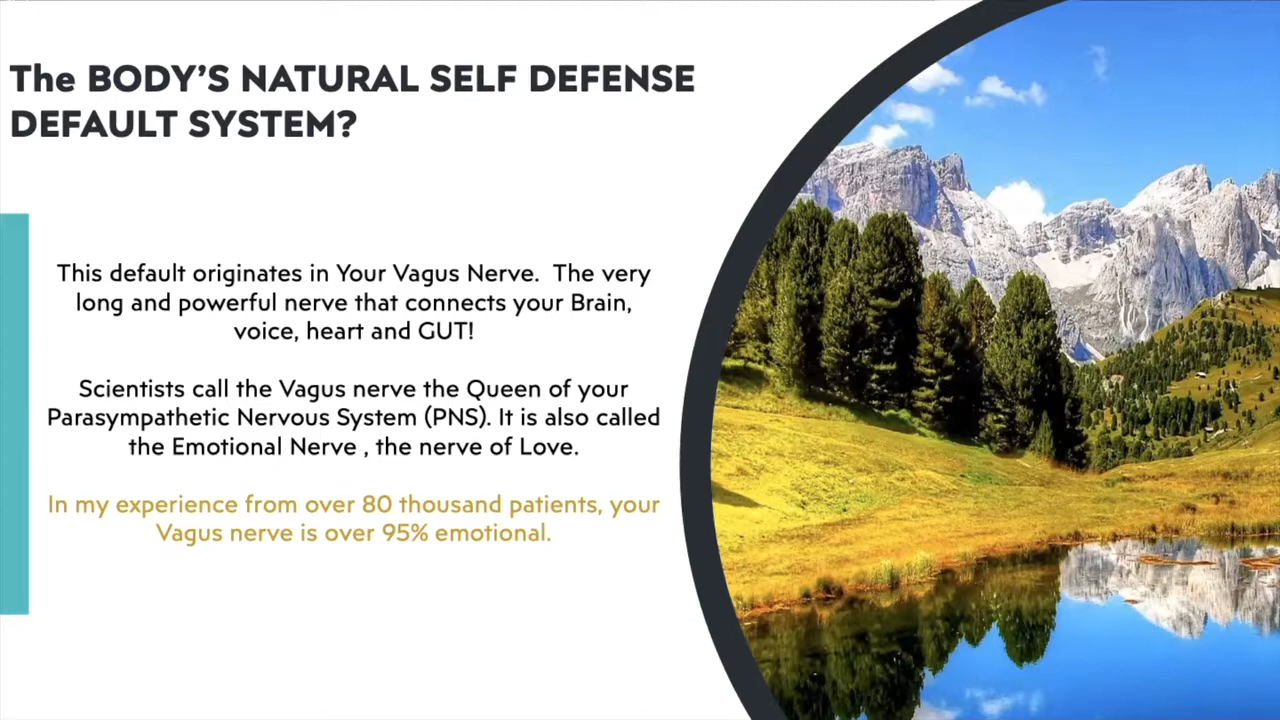 The BODY’S NATURAL SELF DEFENSE
DEFAULT SYSTEM?
This default originates in Your Vagus Nerve.  The very
long and powerful nerve that connects your Brain,
voice, heart and GUT!
Scientists call the Vagus nerve the Queen of your
Parasympathetic Nervous System (PNS). It is also called
the Emotional Nerve , the nerve of Love.
In my experience from over 80 thousand patients, your
Vagus nerve is over 95% emotional.